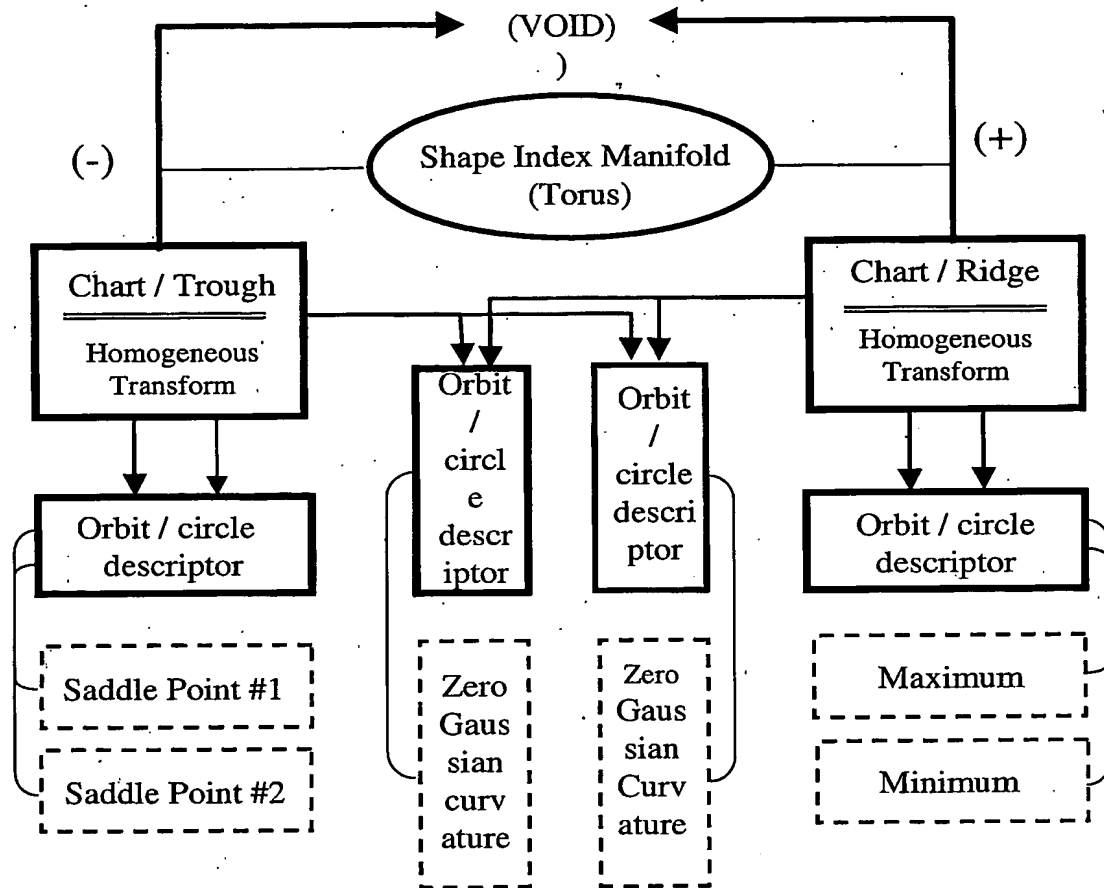 (VOID)
)
(-)
(+)
Shape Index Manifold
(Torus)
Chart / Trough
Homogeneous
Transform
Chart / Ridge
Homogeneous
Transform
Orbit
/
circl
e
descr
iptor
Orbit
/
circle
descri
ptor
Orbit / circle
descriptor
Orbit / circle
descriptor
Saddle Point #1
Saddle Point #2
Zero
Gaus
sian
curv
ature
Zero
Gaus
sian
Curv
ature
Maximum
Minimum